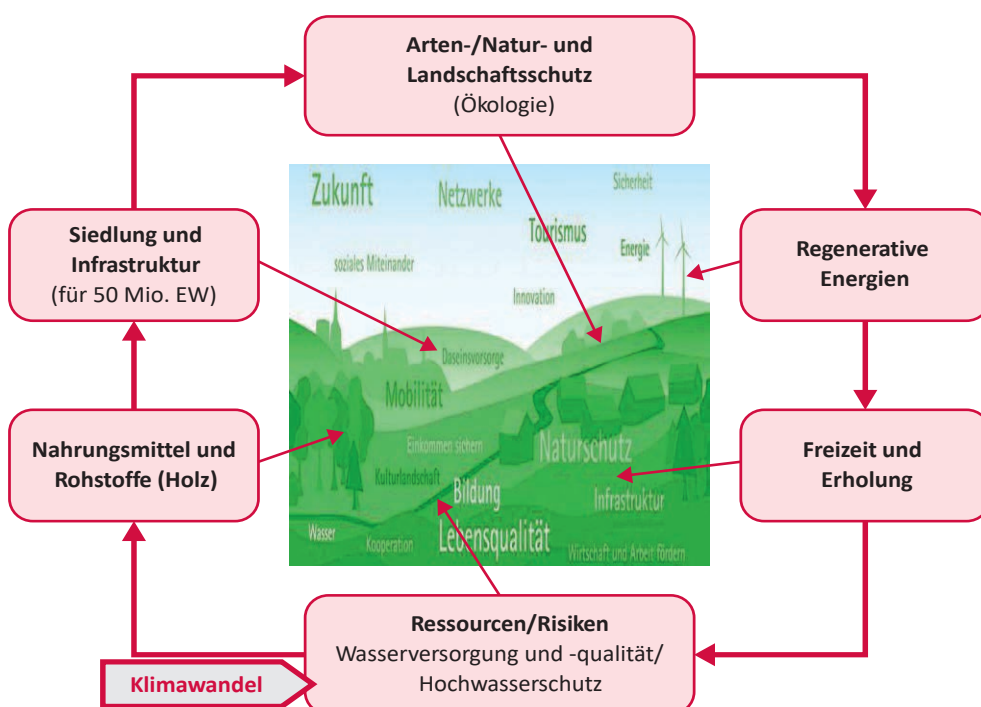 Arten-/Natur- und
Landschaftsschutz
(Ökologie)
Siedlung und
Infrastruktur
(für 50 Mio. EW)
Regenerative
Energien
Nahrungsmittel und
Rohstoffe (Holz)
Freizeit und
Erholung
Ressourcen/Risiken
Wasserversorgung und -qualität/
Hochwasserschutz
Klimawandel
Zukunft
Netzwerke
Sicherheit
Tourismus
Energie
soziales Miteinander
Innovation
Daseinsvorsorge
Mobilität
Einkommen sichern
Naturschutz
Kulturlandschaft
Bildung
Infrastruktur
Wasser
Kooperation
Lebensqualität
Wirtschaft und Arbeit fördern